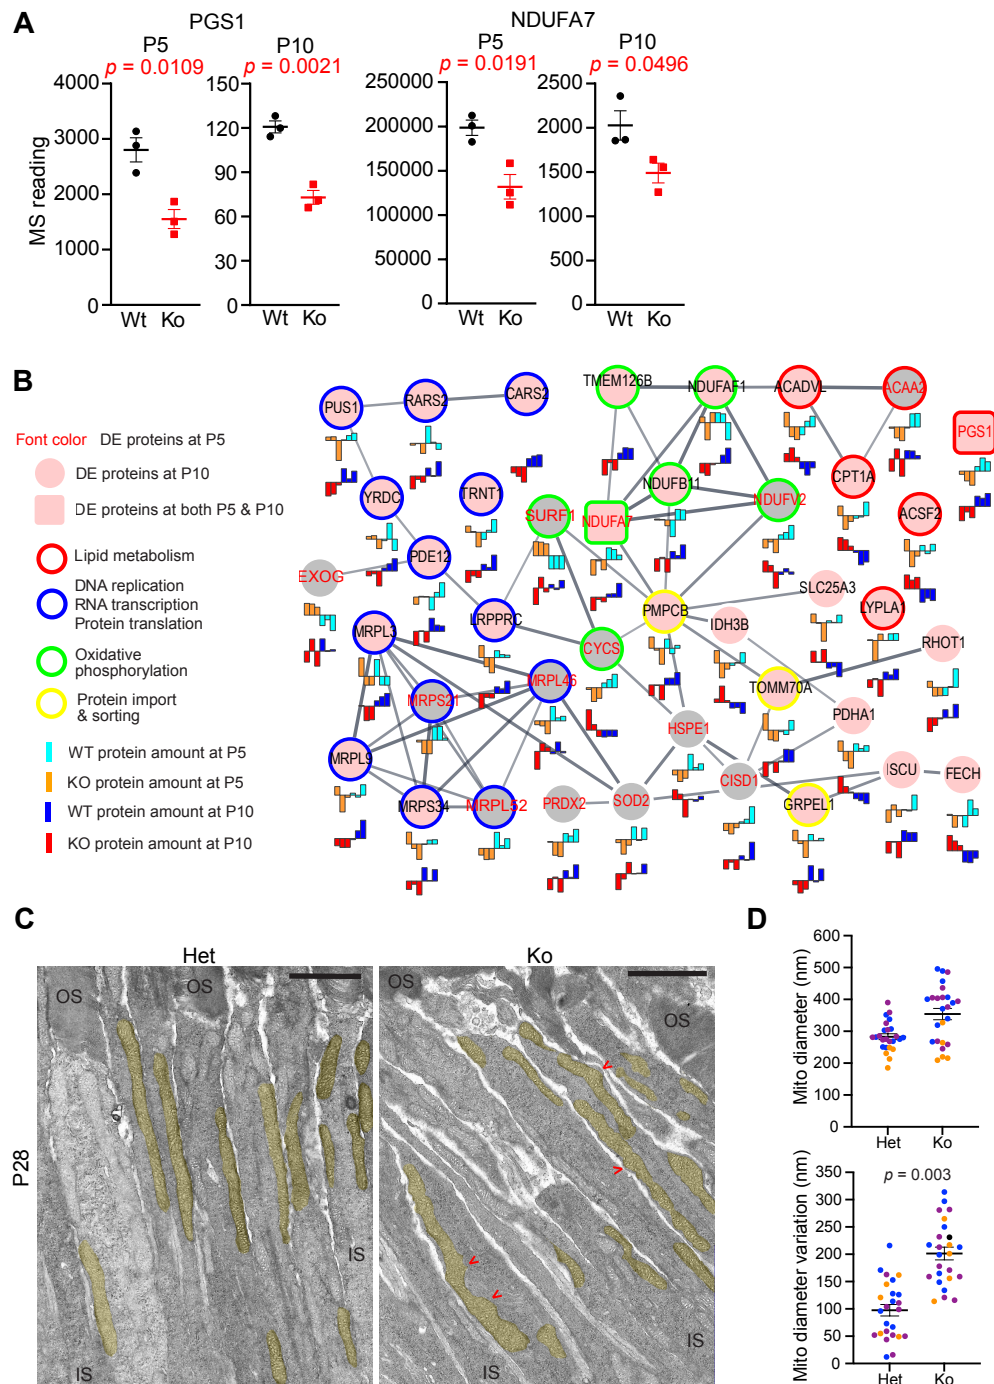 A
PGS1
NDUFA7
P5
P10
P5
P10
p = 0.0109
p = 0.0021
p = 0.0191
p = 0.0496
MS reading
4000
3000
2000
1000
0
150
120
90
60
30
0
250000
200000
150000
100000
50000
0
2500
2000
1500
1000
500
0
Wt Ko
Wt Ko
Wt Ko
Wt Ko
B
Font color DE proteins at P5
DE proteins at P10
DE proteins at both P5 & P10
Lipid metabolism
DNA replication
RNA transcription
Protein translation
Oxidative
phosphorylation
Protein import
& sorting
WT protein amount at P5
KO protein amount at P5
WT protein amount at P10
KO protein amount at P10
PUS1
RARS2
CARS2
TMEM126B
NDUFAF1
ACADVL
ACAA2
PGS1
YRDC
TRNT1
NDUFB11
CPT1A
NDUFV2
ACSF2
SURF1
NDUFA7
PDE12
EXOG
SLC25A3
LYPLA1
MRPL3
LRPPRC
PMPCB
IDH3B
RHOT1
CYCS
MRPS21
MRPL46
TOMM70A
PDHA1
HSPE1
MRPL9
CISD1
ISCU
FECH
MRPS34
MRPL52
PRDX2
SOD2
GRPEL1
C
Het
Ko
P28
OS
OS
IS
IS
OS
OS
IS
IS
D
Mito diameter (nm)
600
500
400
300
200
100
0
Het
Ko
Mito diameter variation (nm)
p = 0.003
350
300
250
200
150
100
50
0
Het
Ko